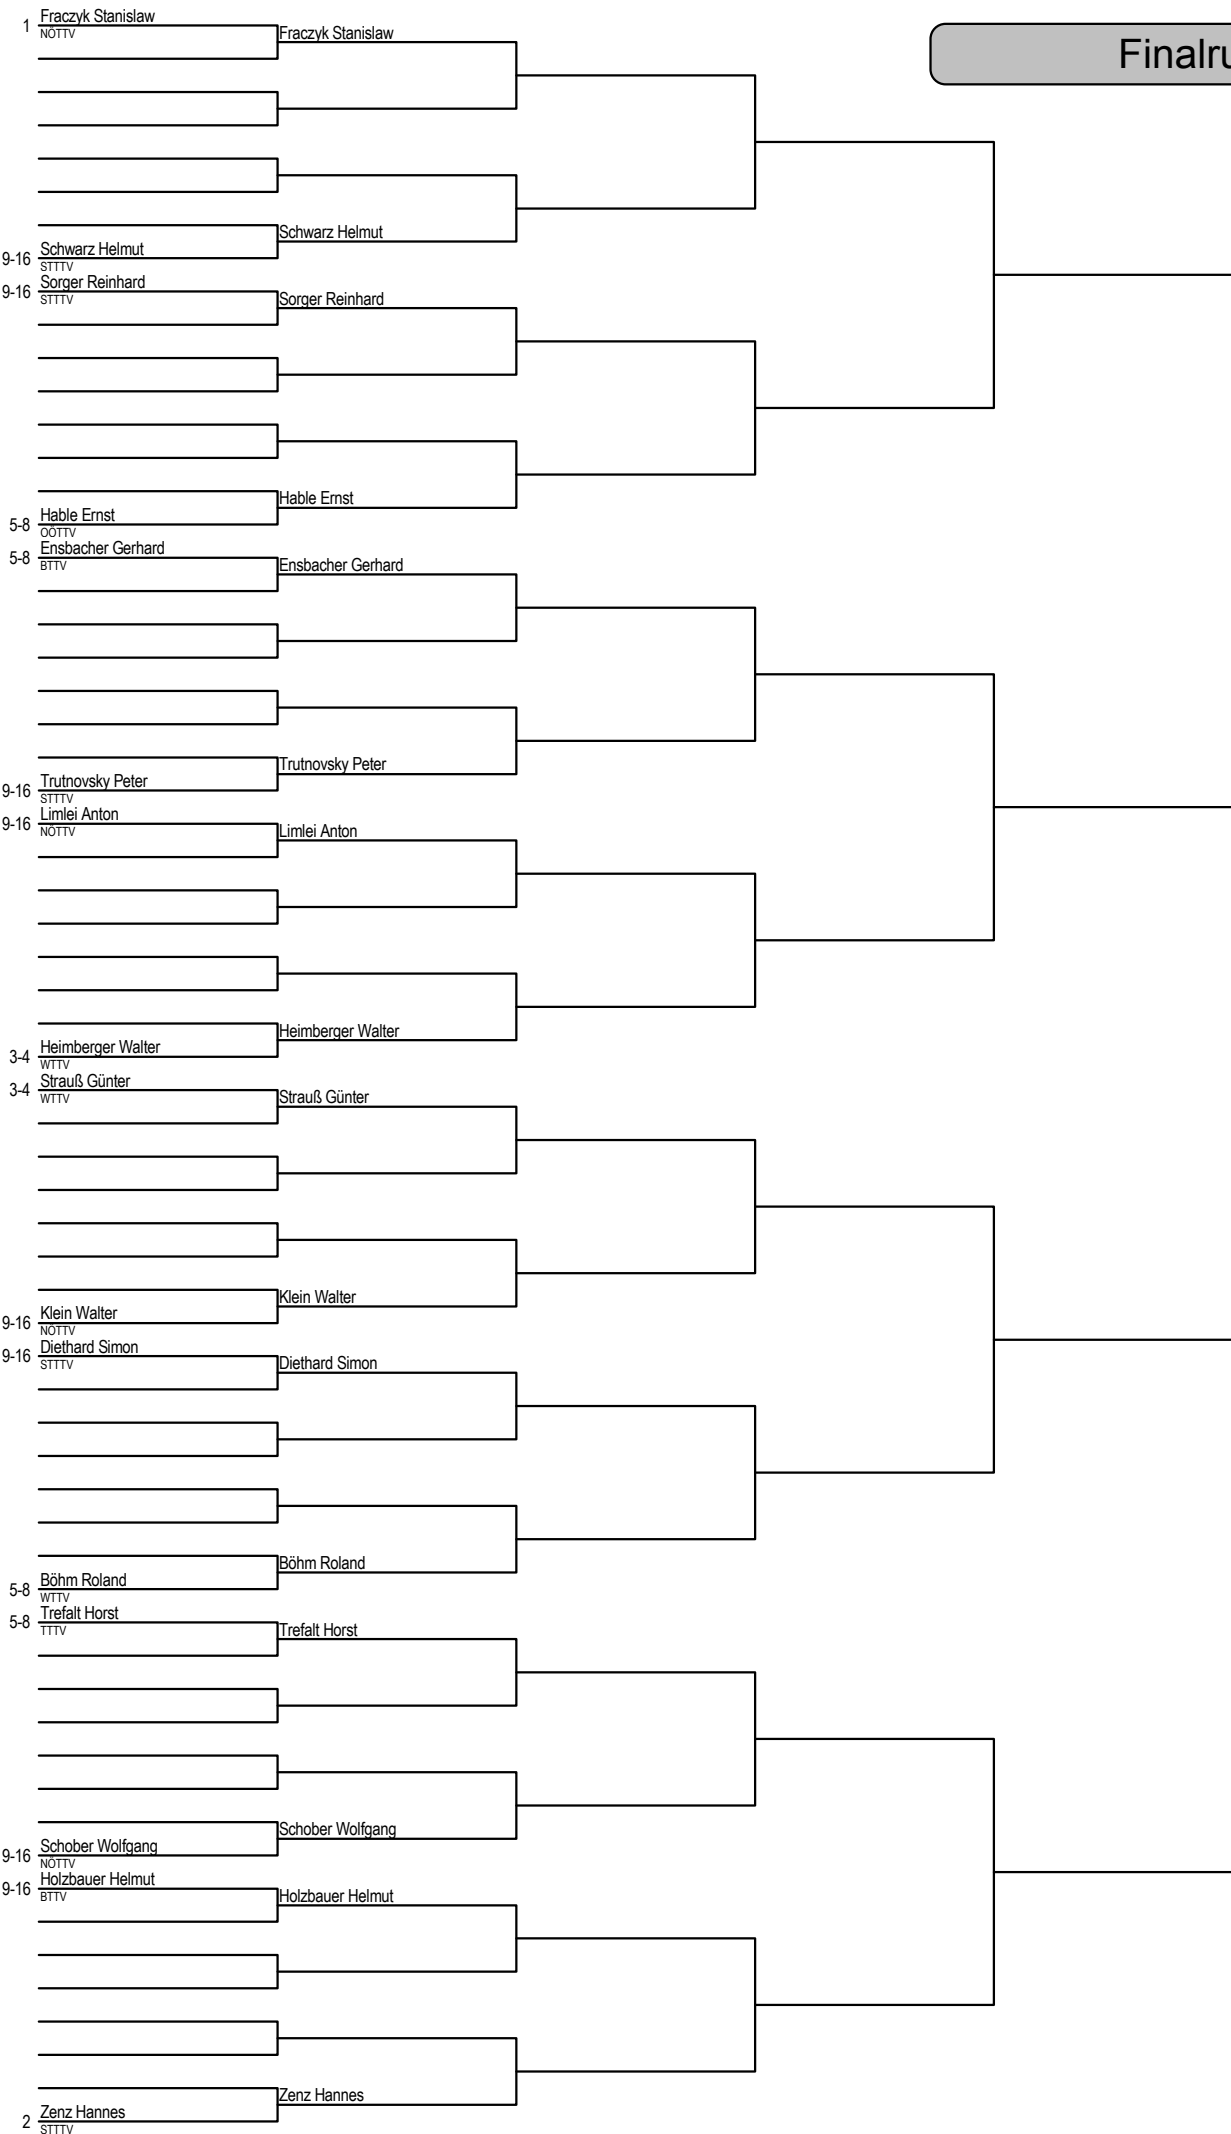 Fraczyk Stanislaw
1
NÖTTV
Fraczyk Stanislaw
Finalru
Schwarz Helmut
9-16 Schwarz Helmut
STTTV
9-16 Sorger Reinhard
STTTV
Sorger Reinhard
Hable Ernst
5-8 Hable Ernst
OÖTTV
5-8 Ensbacher Gerhard
BTTV
Ensbacher Gerhard
Trutnovsky Peter
9-16 Trutnovsky Peter
STTTV
9-16 Limlei Anton
NÖTTV
Limlei Anton
Heimberger Walter
3-4 Heimberger Walter
WTTV
3-4 Strauß Günter
WTTV
Strauß Günter
Klein Walter
9-16 Klein Walter
NÖTTV
9-16 Diethard Simon
STTTV
Diethard Simon
Böhm Roland
5-8 Böhm Roland
WTTV
5-8 Trefalt Horst
TTTV
Trefalt Horst
Schober Wolfgang
9-16 Schober Wolfgang
NÖTTV
9-16 Holzbauer Helmut
BTTV
Holzbauer Helmut
Zenz Hannes
2 Zenz Hannes
STTTV